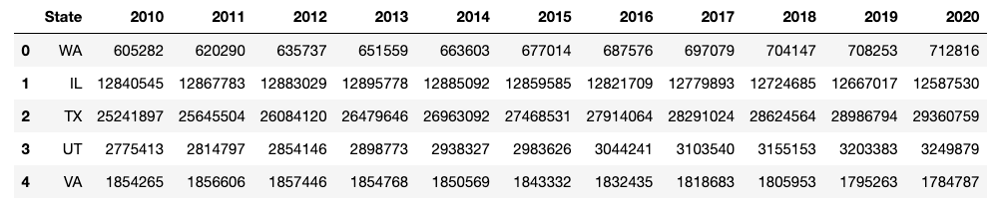 State 2010 2011 2012 2013 2014 2015 2016 2017 2018 2019 2020
0 WA 605282 620290 635737 651559 663603 677014 687576 697079 704147 708253 712816
1 IL 12840545 12867783 12883029 12895778 12885092 12859585 12821709 12779893 12724685 12667017 12587530
2 TX 25241897 25645504 26084120 26479646 26963092 27468531 27914064 28291024 28624564 28986794 29360759
3 UT 2775413 2814797 2854146 2898773 2938327 2983626 3044241 3103540 3155153 3203383 3249879
4 VA 1854265 1856606 1857446 1854768 1850569 1843332 1832435 1818683 1805953 1795263 1784787